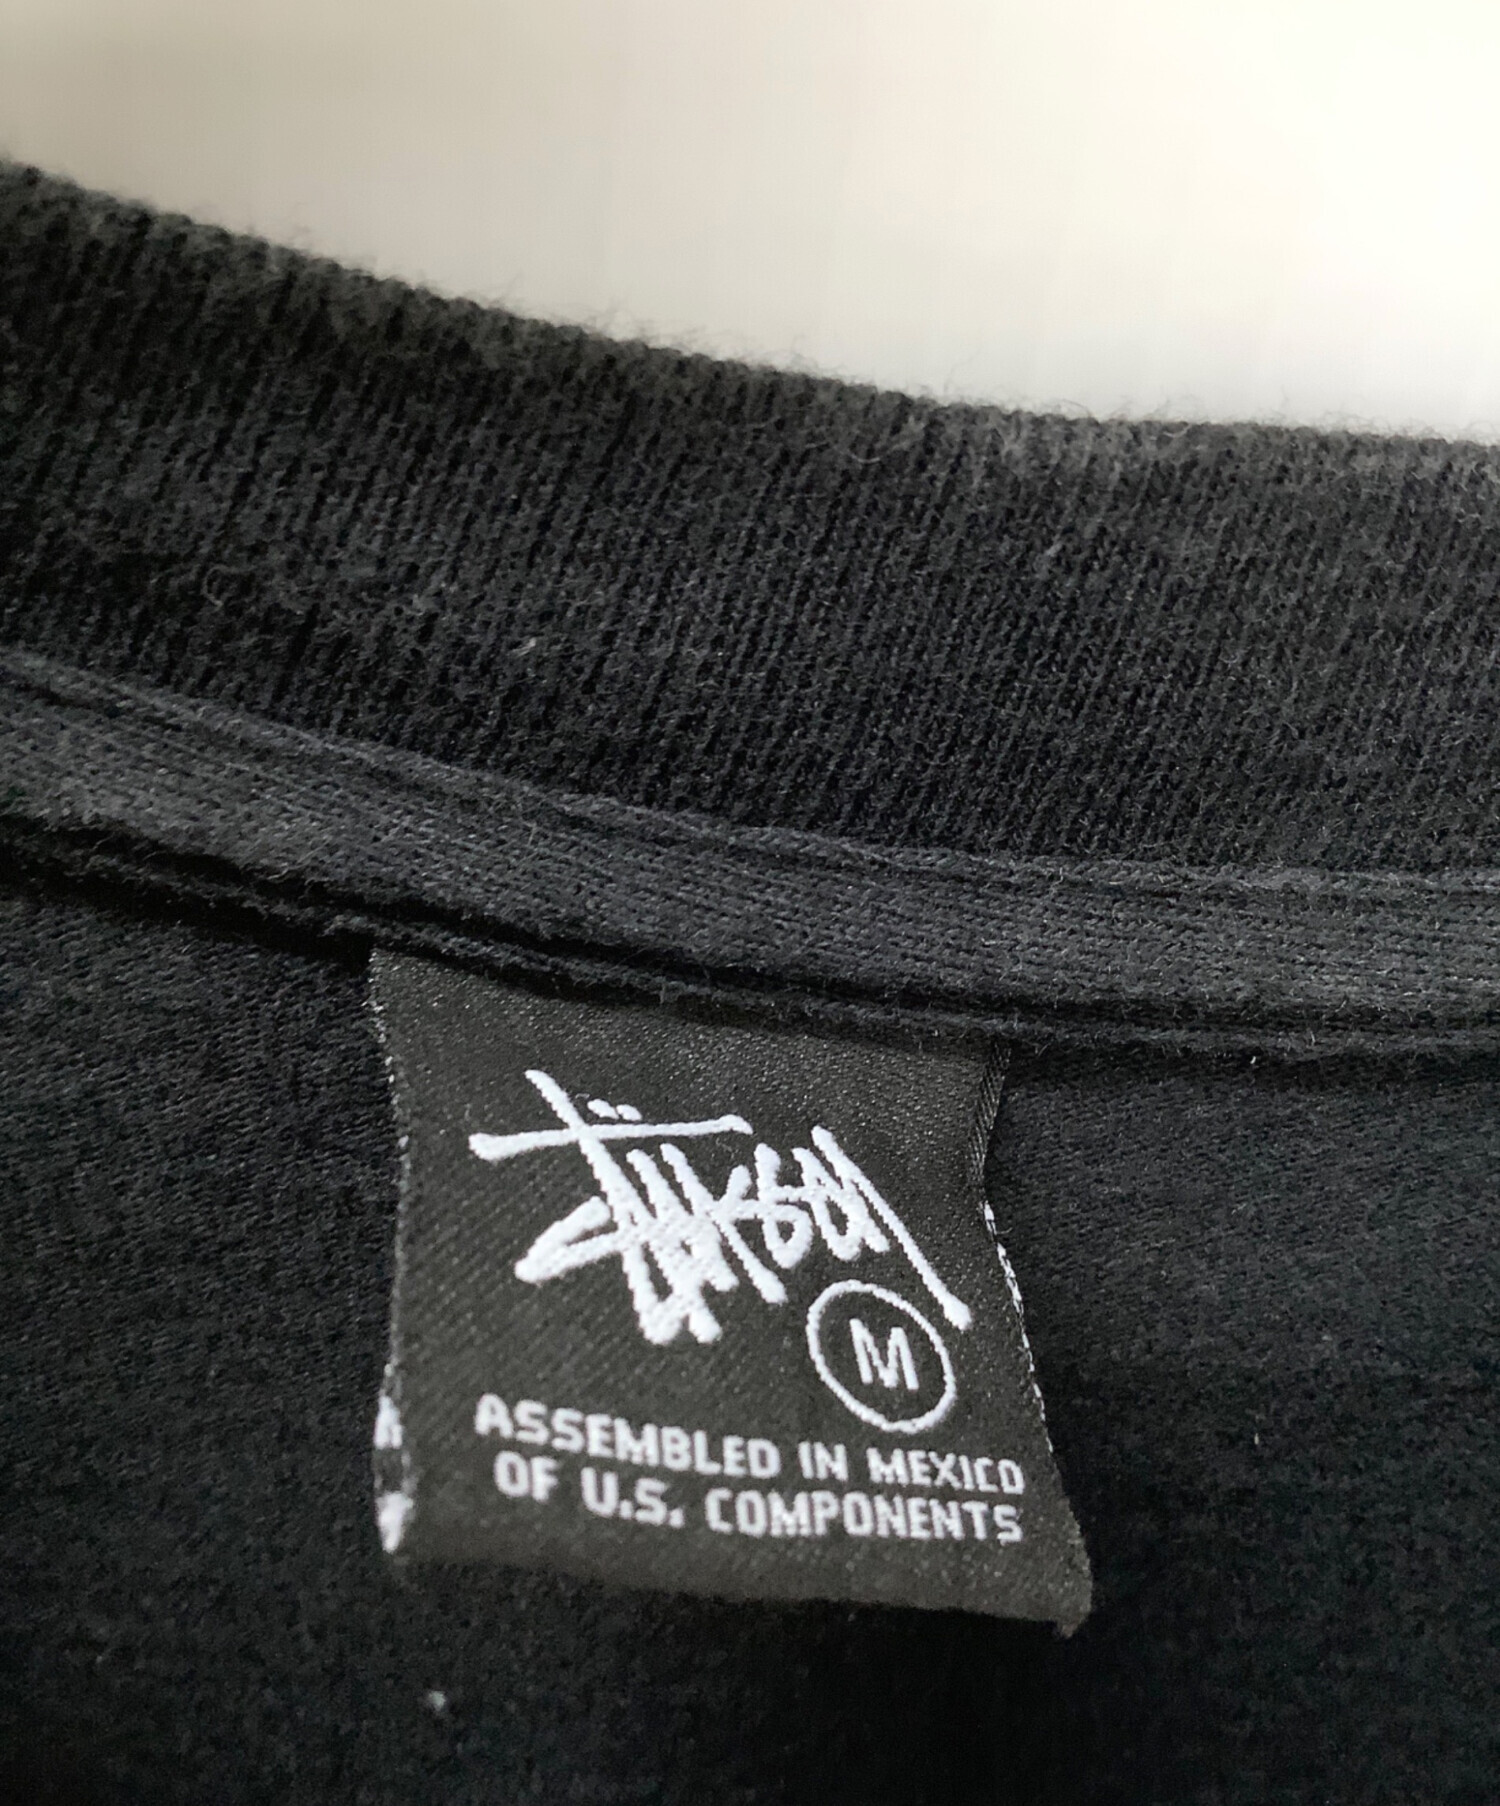 Stüssy
M
ASSEMBLED IN MEXICO
OF U.S. COMPONENTS